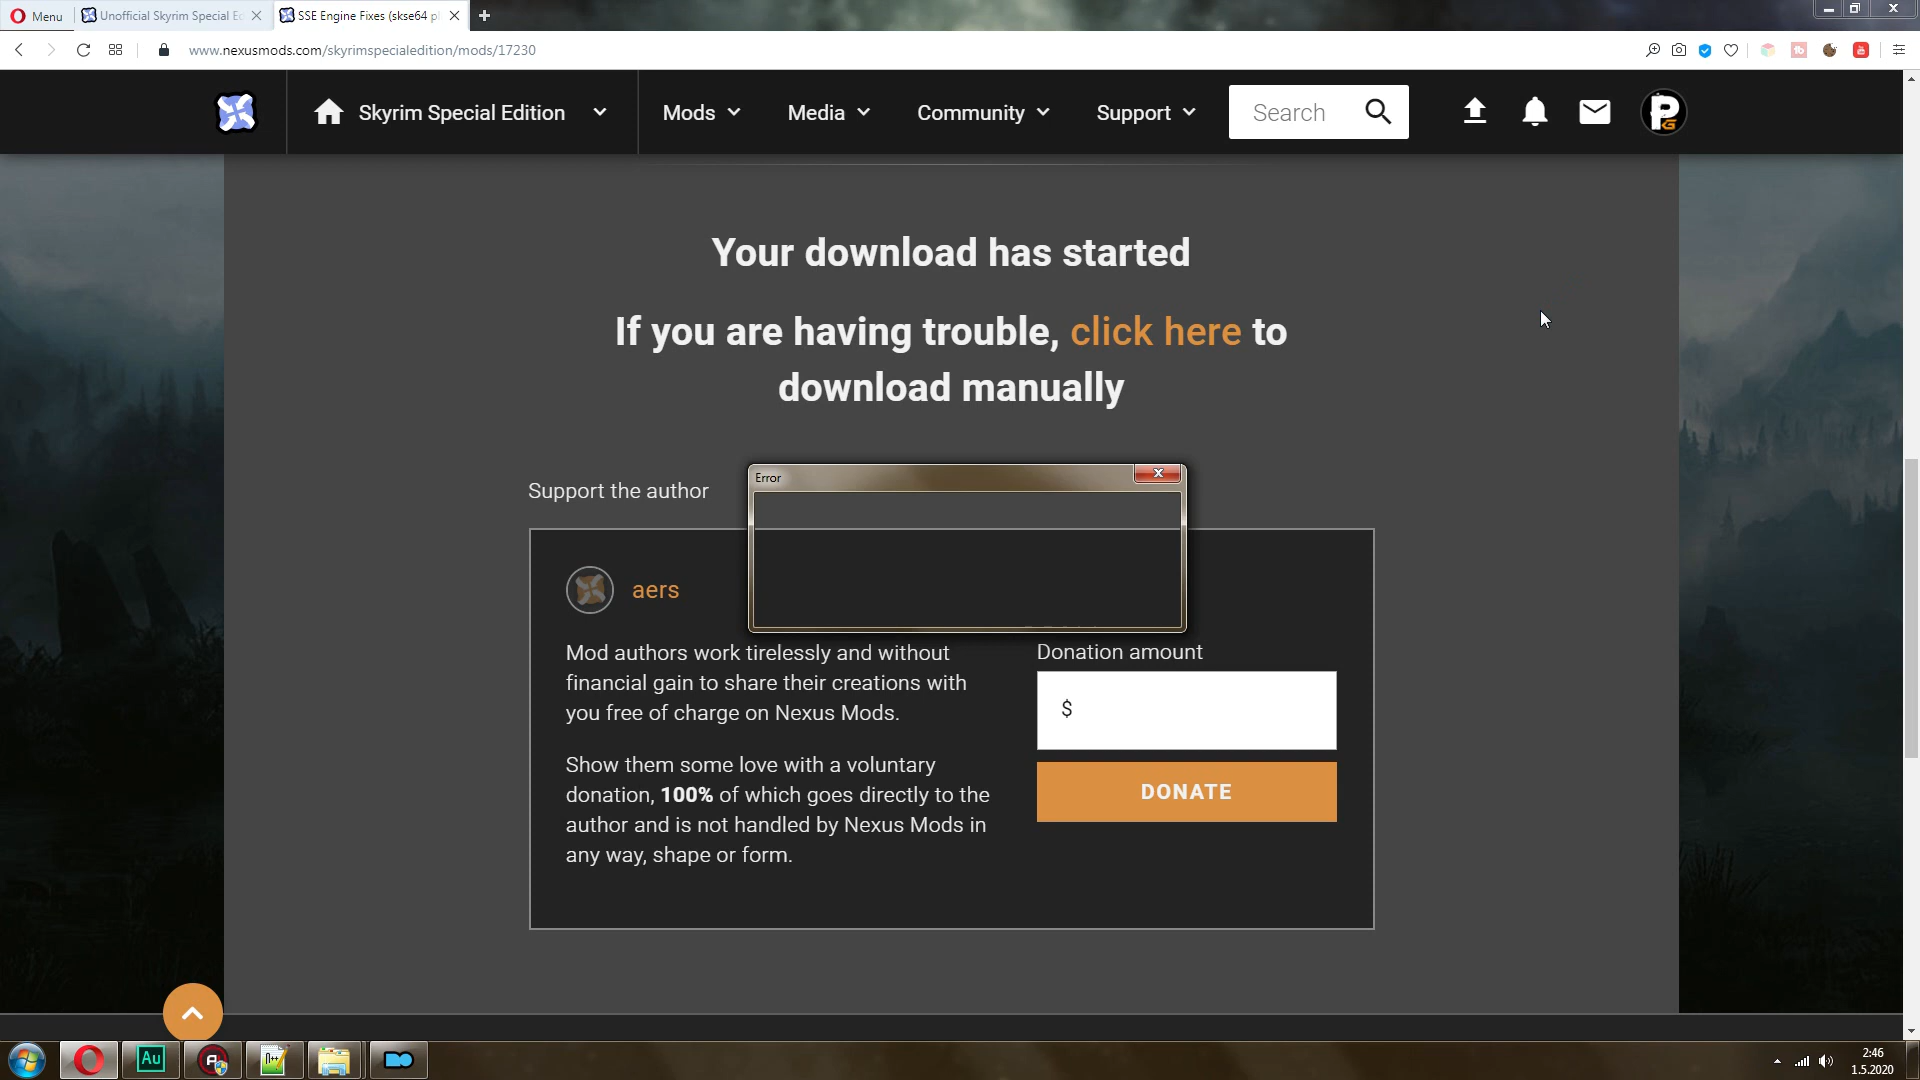 Menu
Unofficial Skyrim Special Ed
SSE Engine Fixes (skse64 pl
www.nexusmods.com/skyrimspecialedition/mods/17230
Skyrim Special Edition
Mods
Media
Community
Support
Search
Your download has started
If you are having trouble, click here to
download manually
Support the author
Error
aers
Mod authors work tirelessly and without
financial gain to share their creations with
you free of charge on Nexus Mods.
Show them some love with a voluntary
donation, 100% of which goes directly to the
author and is not handled by Nexus Mods in
any way, shape or form.
Donation amount
$
DONATE
Au
2:46
1.5.2020